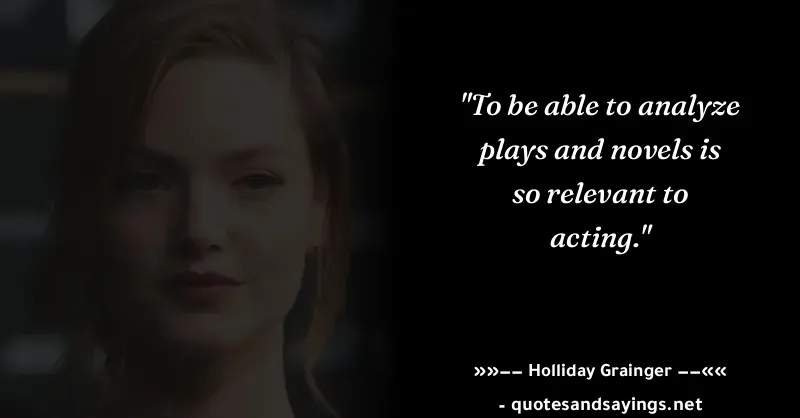 "To be able to analyze
plays and novels is
so relevant to
acting."
»»−− Holliday Grainger −−««
- quotesandsayings.net